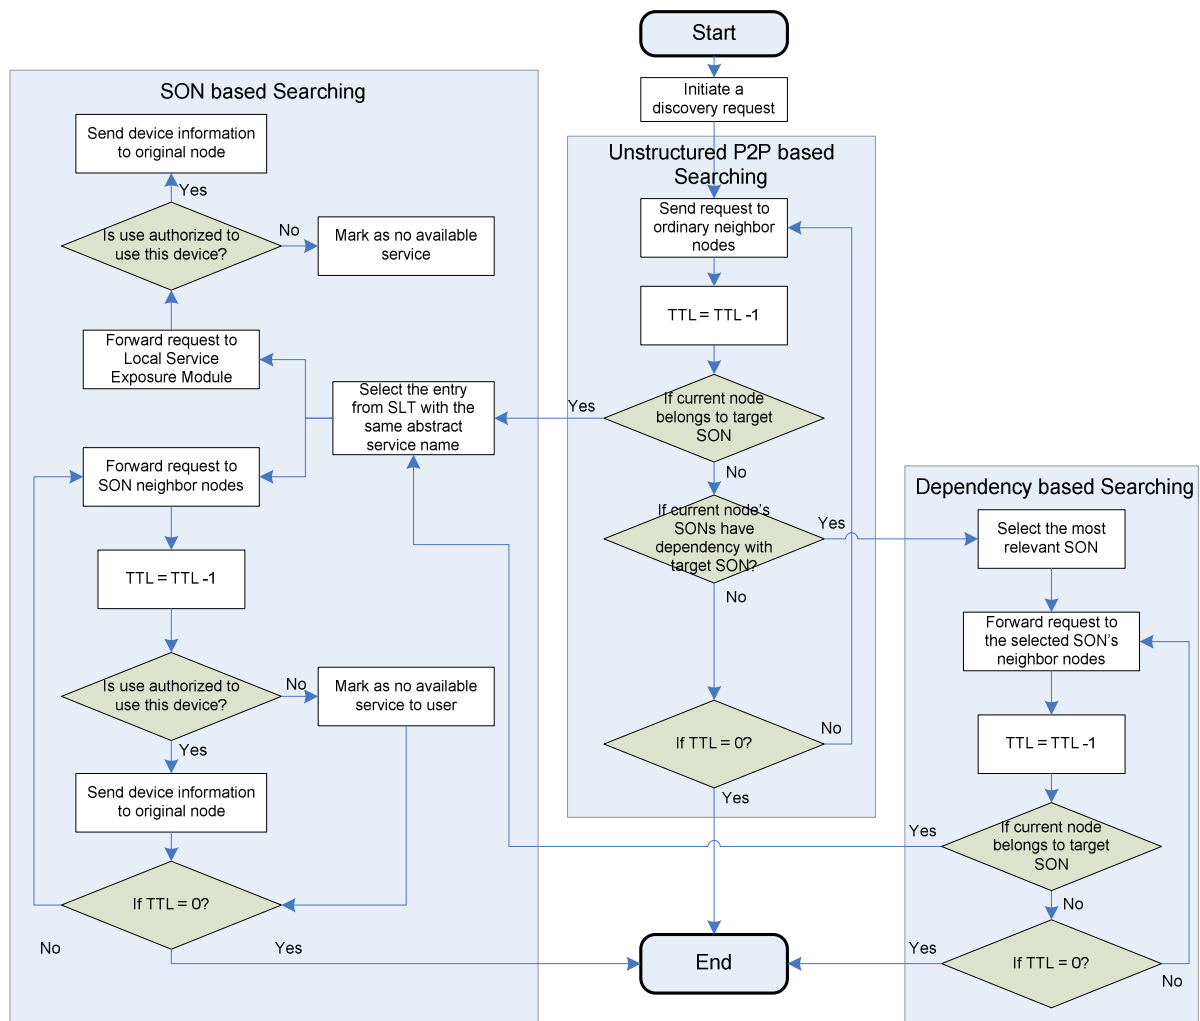 Start
Initiate a
discovery request
SON based Searching
Send device information
to original node
Yes
Is use authorized to
use this device?
No
Mark as no available
service
Forward request to
Local Service
Exposure Module
Select the entry
from SLT with the
same abstract
service name
Forward request to
SON neighbor nodes
TTL = TTL -1
Is use authorized to
use this device?
No
Mark as no available
service to user
Yes
Send device information
to original node
If TTL = 0?
No
Yes
Unstructured P2P based
Searching
Send request to
ordinary neighbor
nodes
TTL = TTL -1
If current node
belongs to target
SON
Yes
No
If current node's
SONs have
dependency with
target SON?
Yes
No
If TTL = 0?
No
Yes
Dependency based Searching
Select the most
relevant SON
Forward request to
the selected SON's
neighbor nodes
TTL = TTL -1
If current node
belongs to target
SON
Yes
No
If TTL = 0?
Yes
No
End